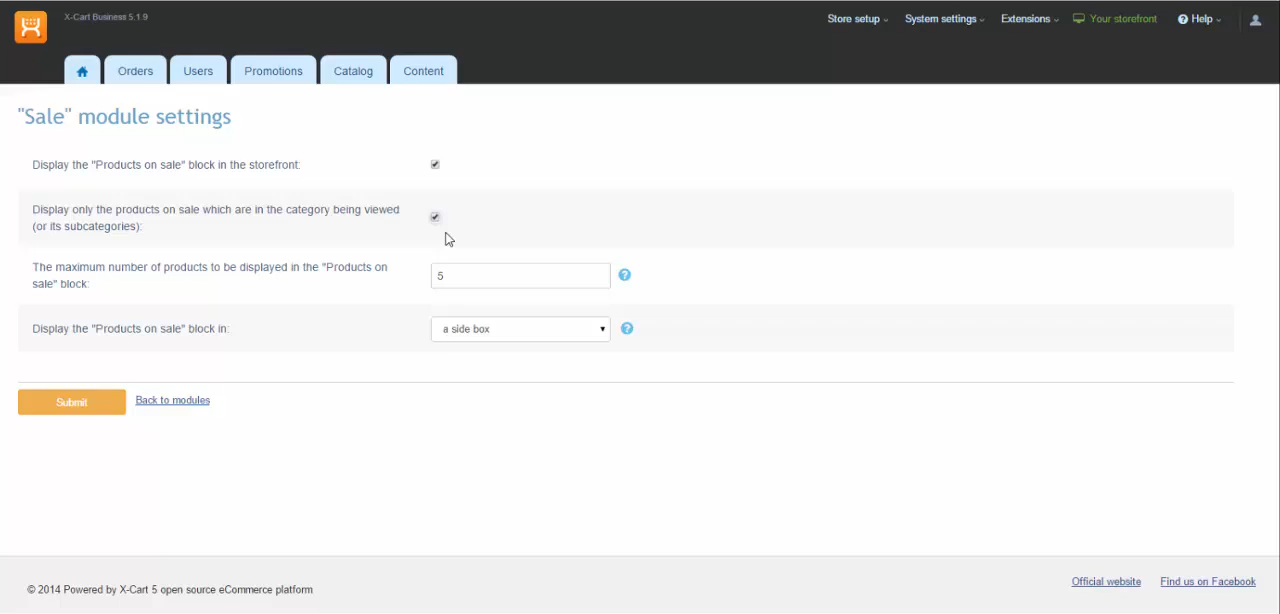 X-Cart Business 5.1.9
Store setup
System settings
Extensions
Your storefront
? Help
Orders
Users
Promotions
Catalog
Content
"Sale" module settings
Display the "Products on sale" block in the storefront:
Display only the products on sale which are in the category being viewed
(or its subcategories):
The maximum number of products to be displayed in the "Products on
sale" block:
5
?
Display the "Products on sale" block in:
a side box
?
Submit
Back to modules
© 2014 Powered by X-Cart 5 open source eCommerce platform
Official website
Find us on Facebook